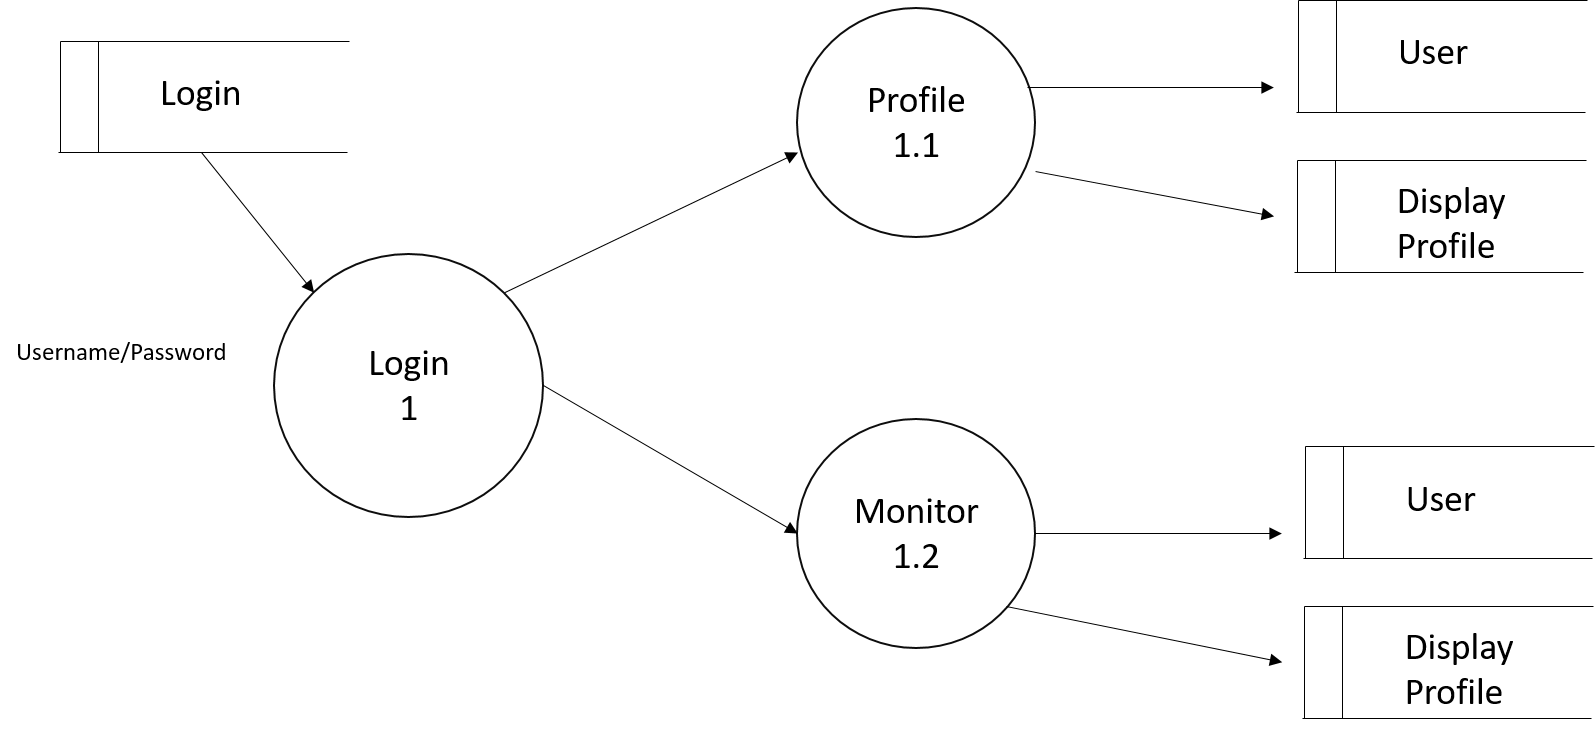 Login
Username/Password
Login
1
Profile
1.1
User
Display
Profile
Monitor
1.2
User
Display
Profile